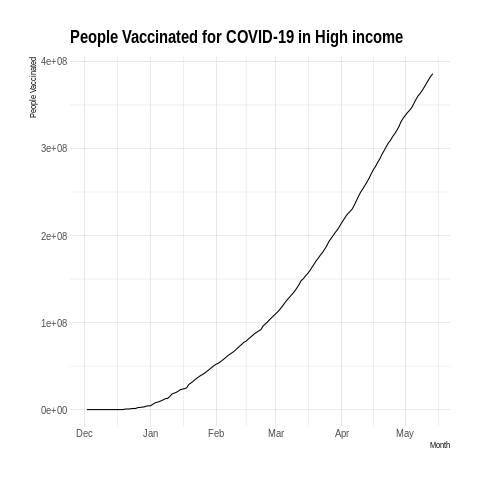 People Vaccinated for COVID-19 in High income
People Vaccinated
4e+08
3e+08
2e+08
1e+08
0e+00
Dec Jan Feb Mar Apr May
Month